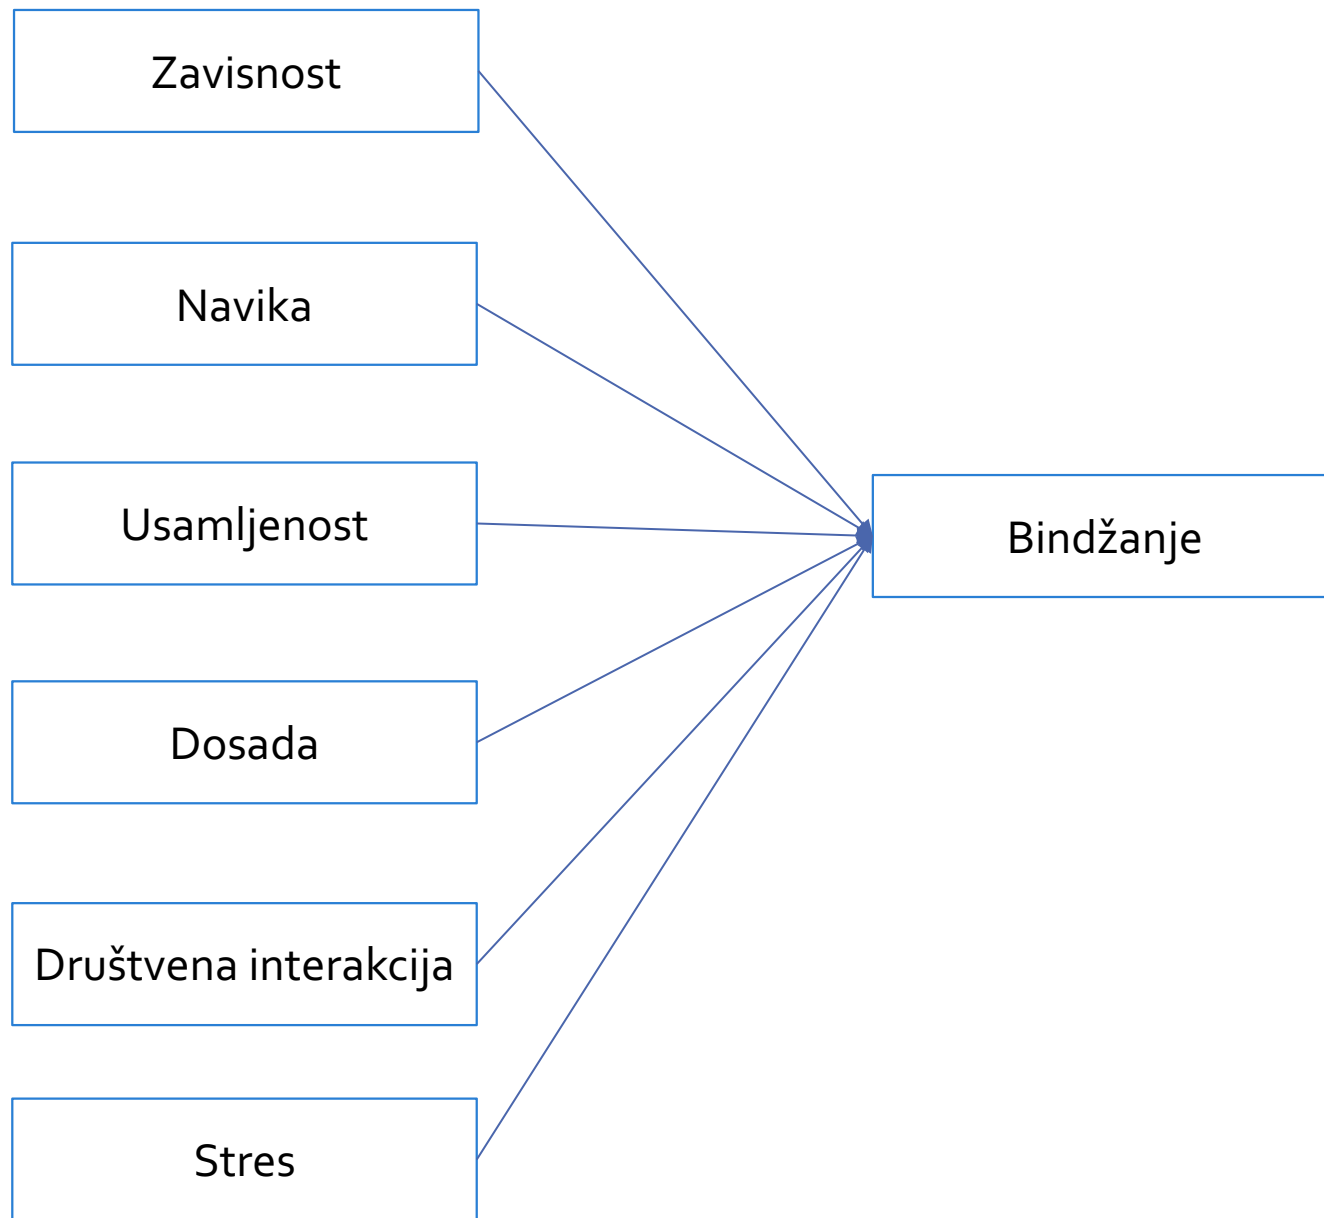 Zavisnost
Navika
Usamljenost
Bindžanje
Dosada
Društvena interakcija
Stres